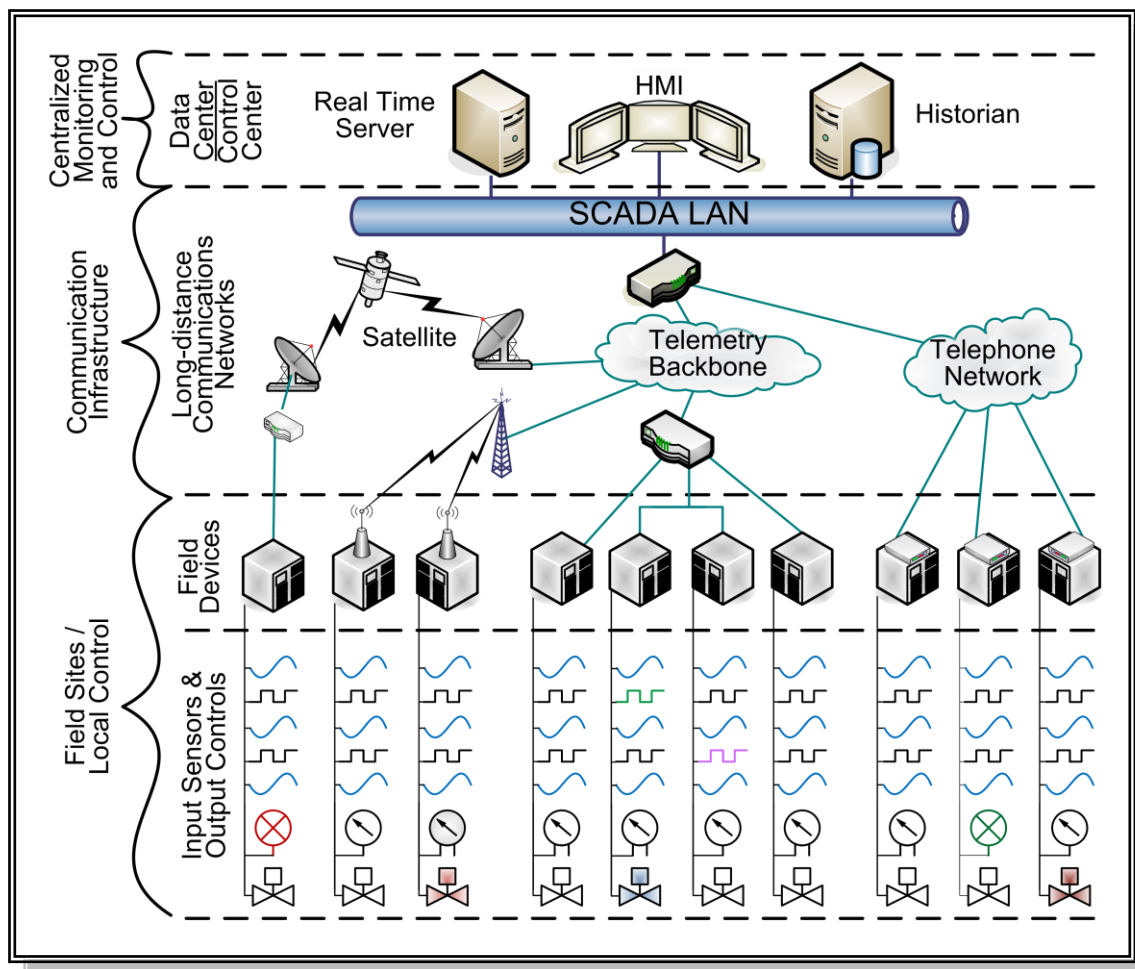 Centralized
Monitoring
and Control
Data
Center
Control
Center
Real Time
Server
HMI
Historian
SCADA LAN
Communication
Infrastructure
Long-distance
Communications
Networks
Satellite
Telemetry
Backbone
Telephone
Network
Field Sites /
Local Control
Field
Devices
Input Sensors &
Output Controls